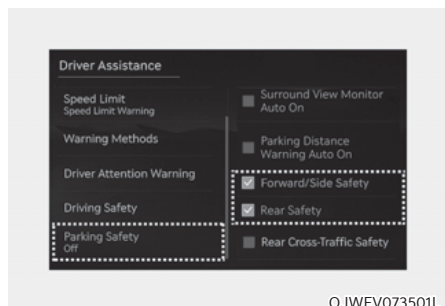 Driver Assistance
Speed Limit
Speed Limit Warning
Warning Methods
Driver Attention Warning
Driving Safety
Parking Safety
Off
Surround View Monitor
Auto On
Parking Distance
Warning Auto On
Forward/Side Safety
Rear Safety
Rear Cross-Traffic Safety
OJWEV073501L